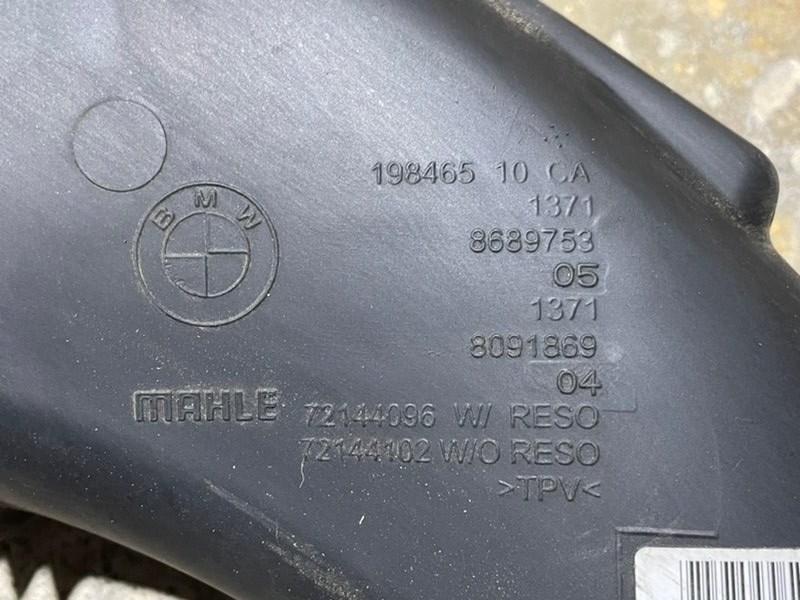 BMW
198465 10 CA
1371
8689753
05
1371
8091869
04
MAHLE
72144096 W/ RESO
72144102 W/O RESO
>TPV<